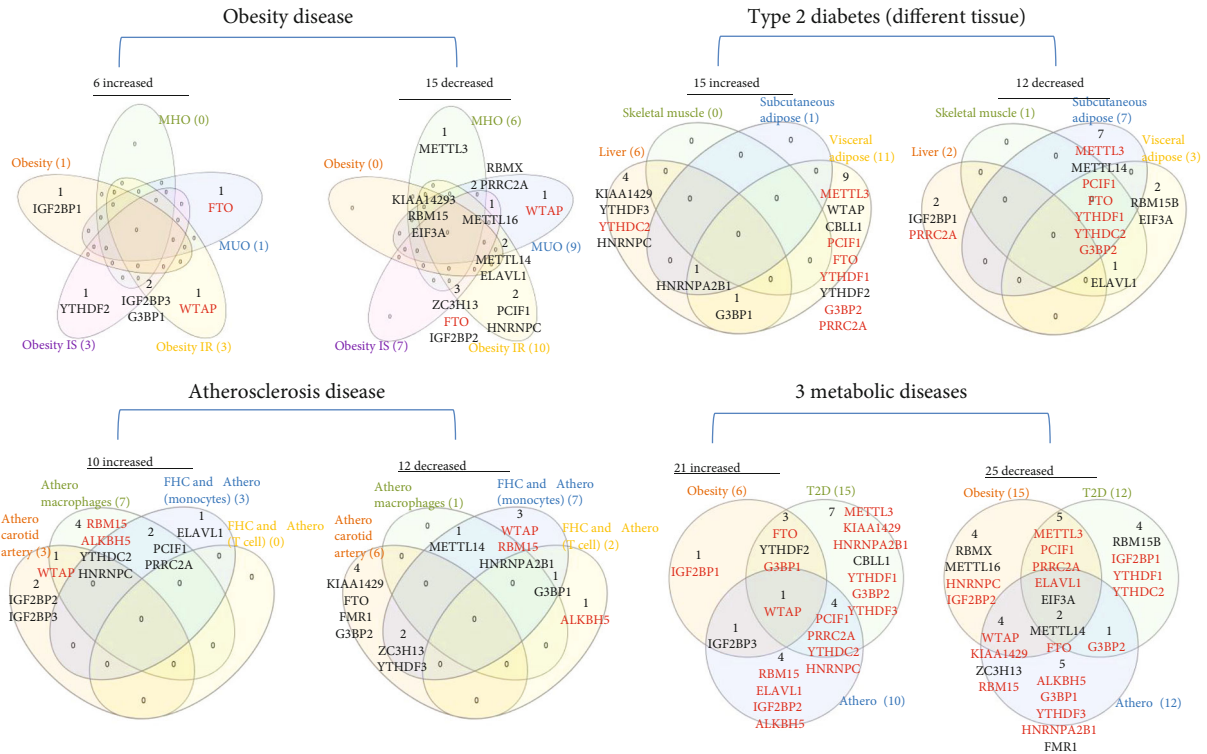 Obesity disease
6 increased
MHO (0)
0
Obesity (1)
1
IGF2BP1
1
FTO
MUO (1)
1
YTHDF2
2
IGF2BP3
G3BP1
1
WTAP
Obesity IS (3)
Obesity IR (3)
15 decreased
MHO (6)
1
METTL3
Obesity (0)
0
RBMX
2 PRRC2A
KIAA14293
RBM15
EIF3A
1
METTL16
1
WTAP
MUO (9)
2
METTL14
ELAVL1
3
ZC3H13
FTO
IGF2BP2
2
PCIF1
HNRNPC
0
Obesity IS (7)
Obesity IR (10)
Type 2 diabetes (different tissue)
15 increased
Skeletal muscle (0)
Subcutaneous
adipose (1)
Liver (6)
Visceral
adipose (11)
4
KIAA1429
YTHDF3
YTHDC2
HNRNPC
9
METTL3
WTAP
CBLL1
PCIF1
FTO
YTHDF1
YTHDF2
G3BP2
PRRC2A
1
HNRNPA2B1
1
G3BP1
0
12 decreased
Skeletal muscle (1)
Subcutaneous
adipose (7)
Liver (2)
Visceral
adipose (3)
7
METTL3
METTL14
PCIF1
FTO
YTHDF1
YTHDC2
G3BP2
2
IGF2BP1
PRRC2A
2
RBM15B
EIF3A
1
ELAVL1
0
Atherosclerosis disease
10 increased
Athero
macrophages (7)
FHC and Athero
(monocytes) (3)
Athero
carotid
artery (3)
FHC and Athero
(T cell) (0)
4 RBM15
ALKBH5
YTHDC2
HNRNPC
2
PCIF1
PRRC2A
1
ELAVL1
1
WTAP
2
IGF2BP2
IGF2BP3
0
12 decreased
Athero
macrophages (1)
FHC and Athero
(monocytes) (7)
Athero
carotid
artery (6)
FHC and Athero
(T cell) (2)
0
1
METTL14
3
WTAP
RBM15
HNRNPA2B1
4
KIAA1429
FTO
FMR1
G3BP2
1
G3BP1
1
ALKBH5
2
ZC3H13
YTHDF3
0
3 metabolic diseases
21 increased
Obesity (6)
T2D (15)
3
FTO
YTHDF2
G3BP1
7 METTL3
KIAA1429
HNRNPA2B1
CBLL1
YTHDF1
G3BP2
YTHDF3
1
IGF2BP1
1
WTAP
1
IGF2BP3
4
PCIF1
PRRC2A
YTHDC2
HNRNPC
4
RBM15
ELAVL1
IGF2BP2
ALKBH5
Athero (10)
25 decreased
Obesity (15)
T2D (12)
5
METTL3
PCIF1
PRRC2A
ELAVL1
EIF3A
4
RBMX
METTL16
HNRNPC
IGF2BP2
4
RBM15B
IGF2BP1
YTHDF1
YTHDC2
2
METTL14
FTO
4
WTAP
KIAA1429
ZC3H13
RBM15
1
G3BP2
5
ALKBH5
G3BP1
YTHDF3
HNRNPA2B1
FMR1
Athero (12)